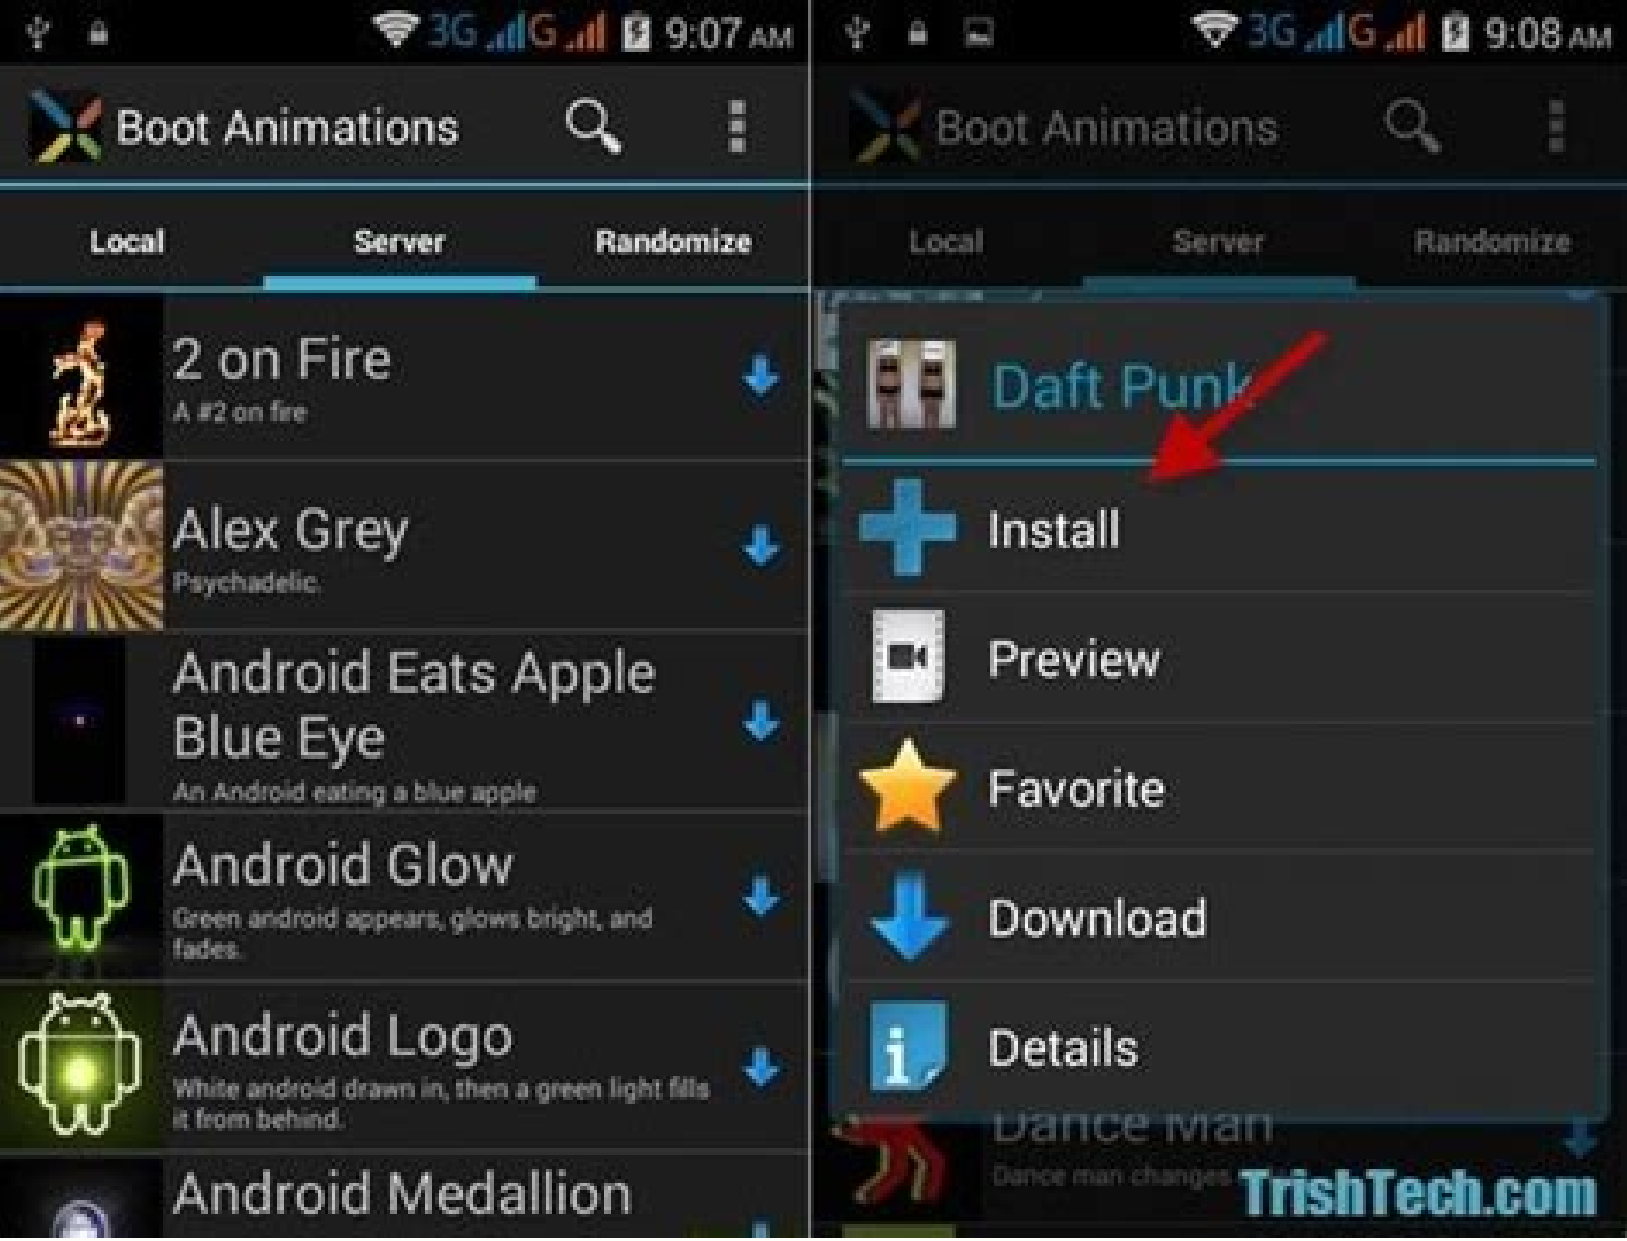 3G G 9:07 AM
Boot Animations
Local Server Randomize
2 on Fire
A #2 on fire
Alex Grey
Psychadelic.
Android Eats Apple
Blue Eye
An Android eating a blue apple
Android Glow
Green android appears, glows bright, and
fades.
Android Logo
White android drawn in, then a green light fills
it from behind.
Android Medallion
3G G 9:08 AM
Boot Animations
Local Server Randomize
Daft Punk
Install
Preview
Favorite
Download
Details
Dance Man
Dance man changes
TrishTech.com